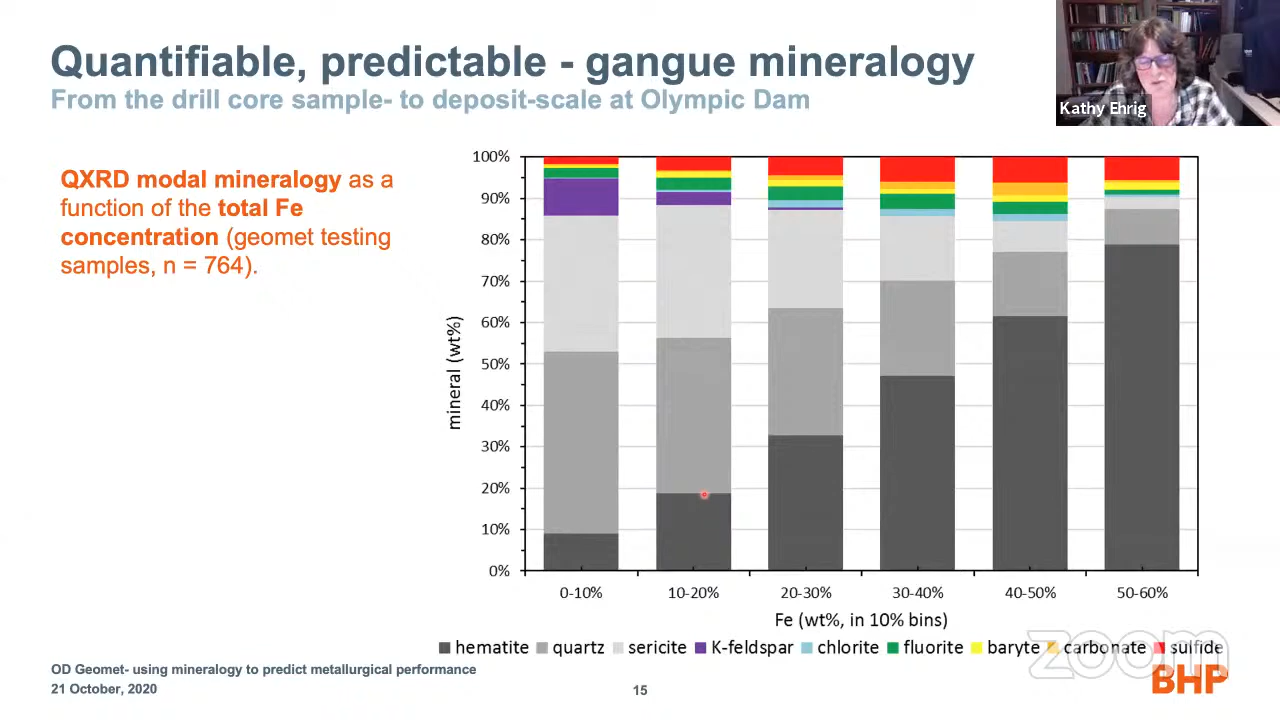 Quantifiable, predictable - gangue mineralogy
From the drill core sample- to deposit-scale at Olympic Dam
Kathy Ehrig
QXRD modal mineralogy as a
function of the total Fe
concentration (geomet testing
samples, n = 764).
mineral (wt%)
100%
90%
80%
70%
60%
50%
40%
30%
20%
10%
0%
0-10% 10-20% 20-30% 30-40% 40-50% 50-60%
Fe (wt%, in 10% bins)
hematite quartz sericite K-feldspar chlorite fluorite baryte carbonate sulfide
zoom
OD Geomet- using mineralogy to predict metallurgical performance
21 October, 2020
15
BHP